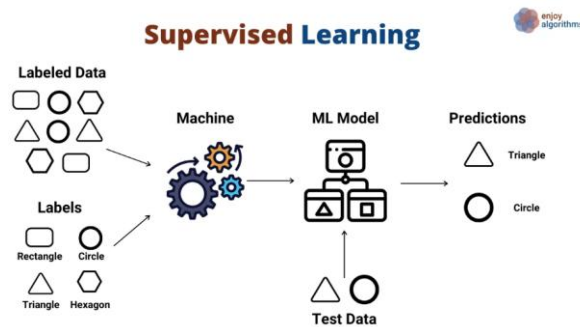 Supervised Learning
enjoy
algorithms
Labeled Data
Machine
ML Model
Predictions
Triangle
Circle
Labels
Rectangle Circle
Triangle Hexagon
Test Data